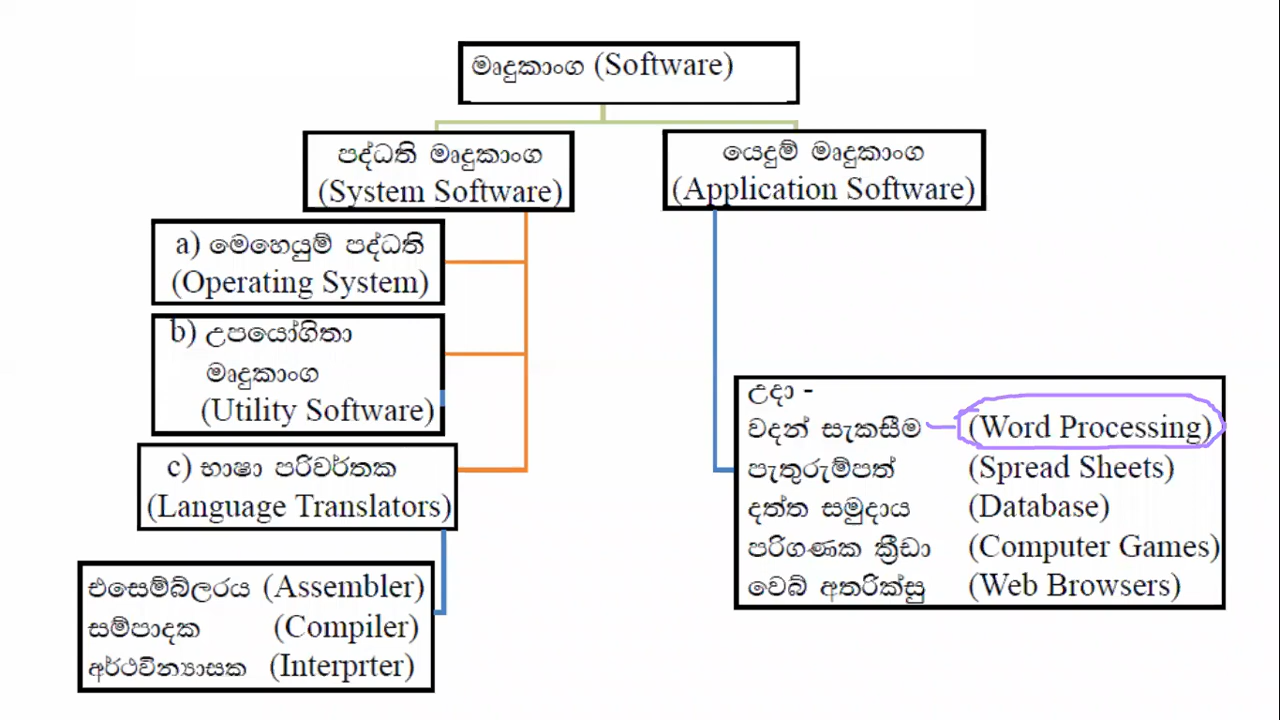 මෘදුකාංග (Software)
පද්ධති මෘදුකාංග
(System Software)
යෙදුම් මෘදුකාංග
(Application Software)
a) මෙහෙයුම් පද්ධති
(Operating System)
b) උපයෝගිතා
මෘදුකාංග
(Utility Software)
c) භාෂා පරිවර්තක
(Language Translators)
එසෙම්බ්ලරය (Assembler)
සම්පාදක (Compiler)
අර්ථවින්‍යාසක (Interprter)
උදා -
වදන් සැකසීම (Word Processing)
පැතුරුම්පත් (Spread Sheets)
දත්ත සමුදාය (Database)
පරිගණක ක්‍රීඩා (Computer Games)
වෙබ් අතරික්සු (Web Browsers)